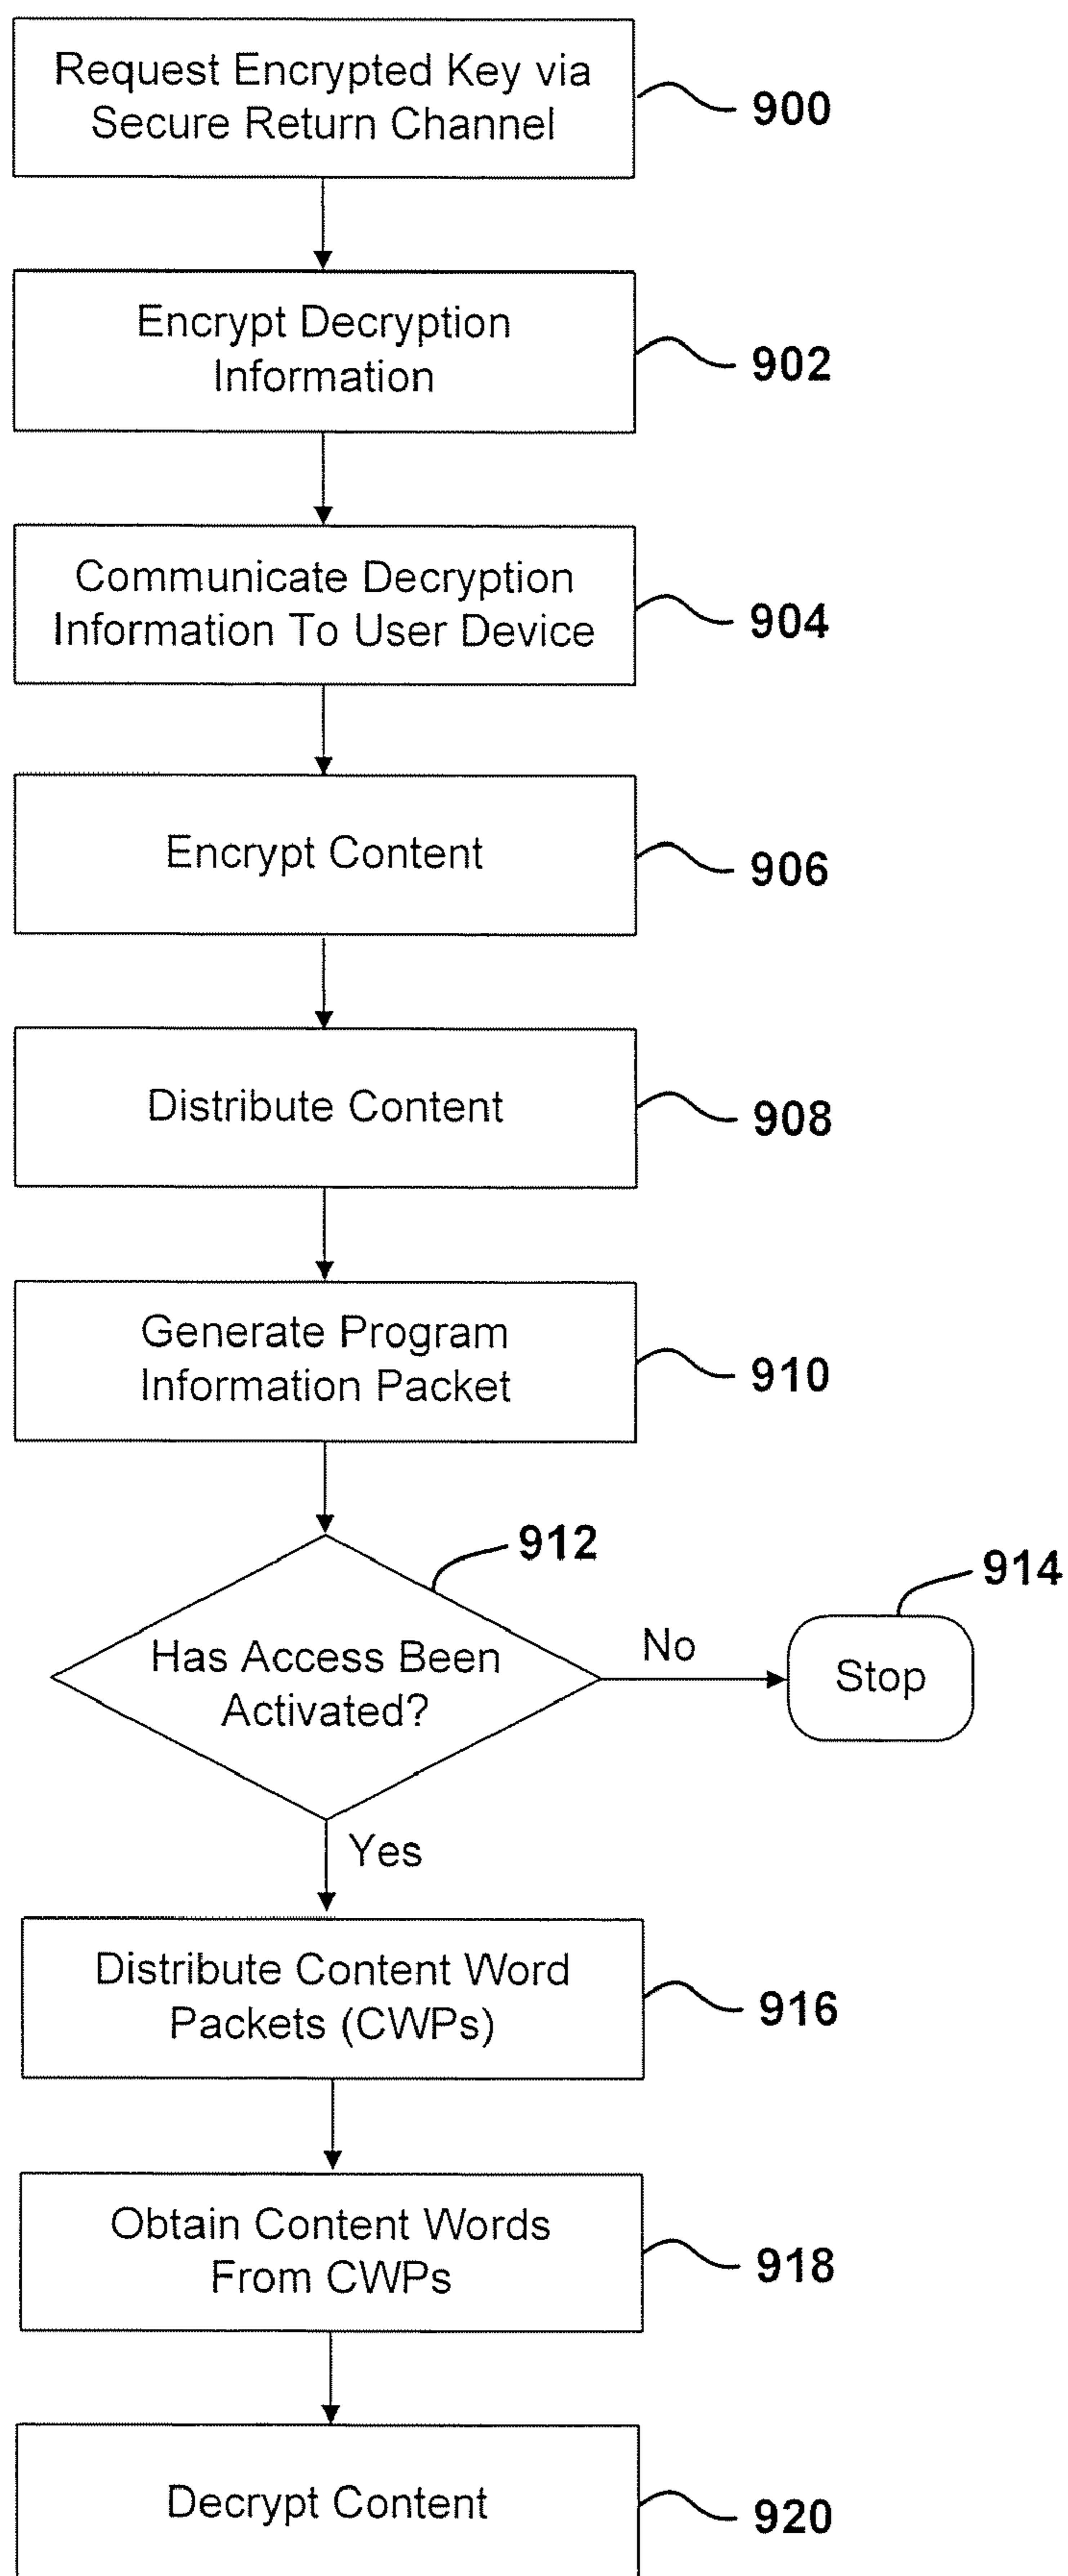 Request Encrypted Key via
Secure Return Channel
900
Encrypt Decryption
Information
902
Communicate Decryption
Information To User Device
904
Encrypt Content
906
Distribute Content
908
Generate Program
Information Packet
910
912
Has Access Been
Activated?
No
914
Stop
Yes
Distribute Content Word
Packets (CWPs)
916
Obtain Content Words
From CWPs
918
Decrypt Content
920